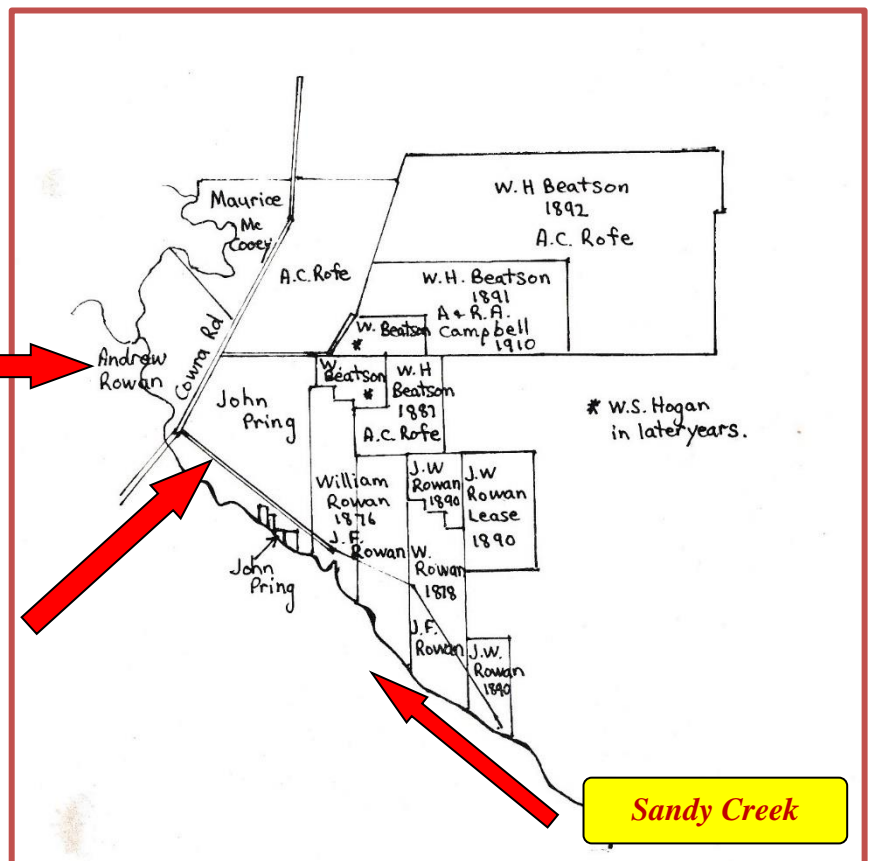 W. H Beatson
1892
A.C. Rofe
Maurice
Mc
Cooey
A.C. Rofe
W. H. Beatson
1891
A & R.A.
Campbell
1910
W. Beatson
*
Cowra Rd
Andrew
Rowan
W.
Beatson
*
W. H
Beatson
1887
A.C. Rofe
John
Pring
* W.S. Hogan
in later years.
William
Rowan
1876
J. F.
Rowan
J.W
Rowan
1890
J.W
Rowan
Lease
1890
John
Pring
W.
Rowan
1878
J.F.
Rowan
J.W.
Rowan
1890
Sandy Creek